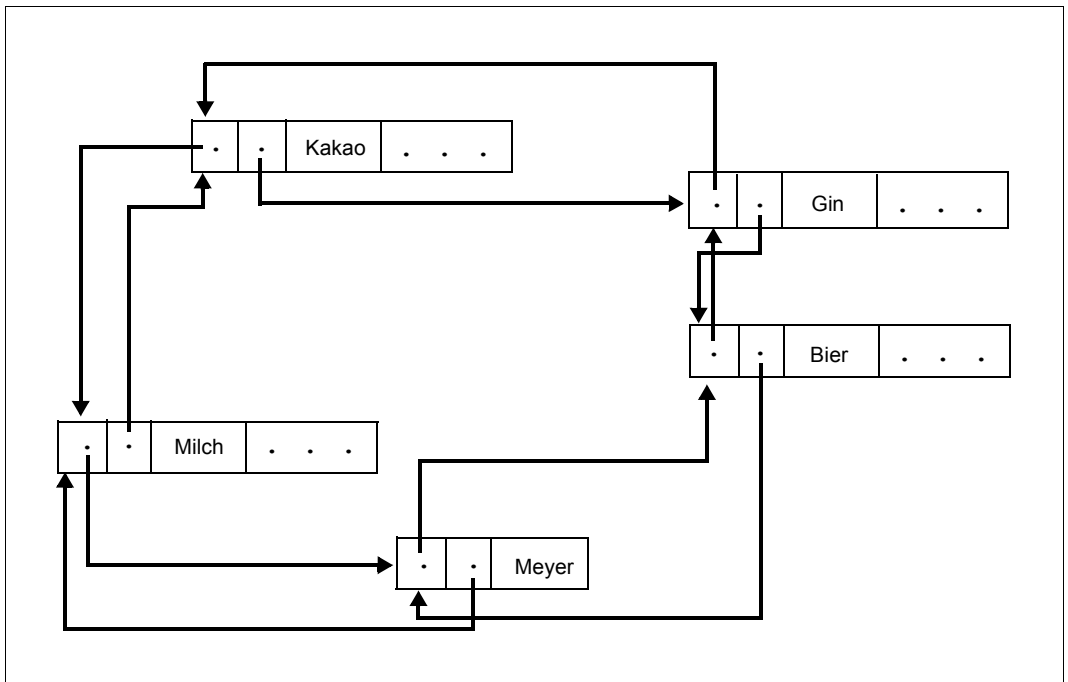 . . Kakao . . .
. . Gin . . .
. . Bier . . .
. . Milch . . .
. . Meyer